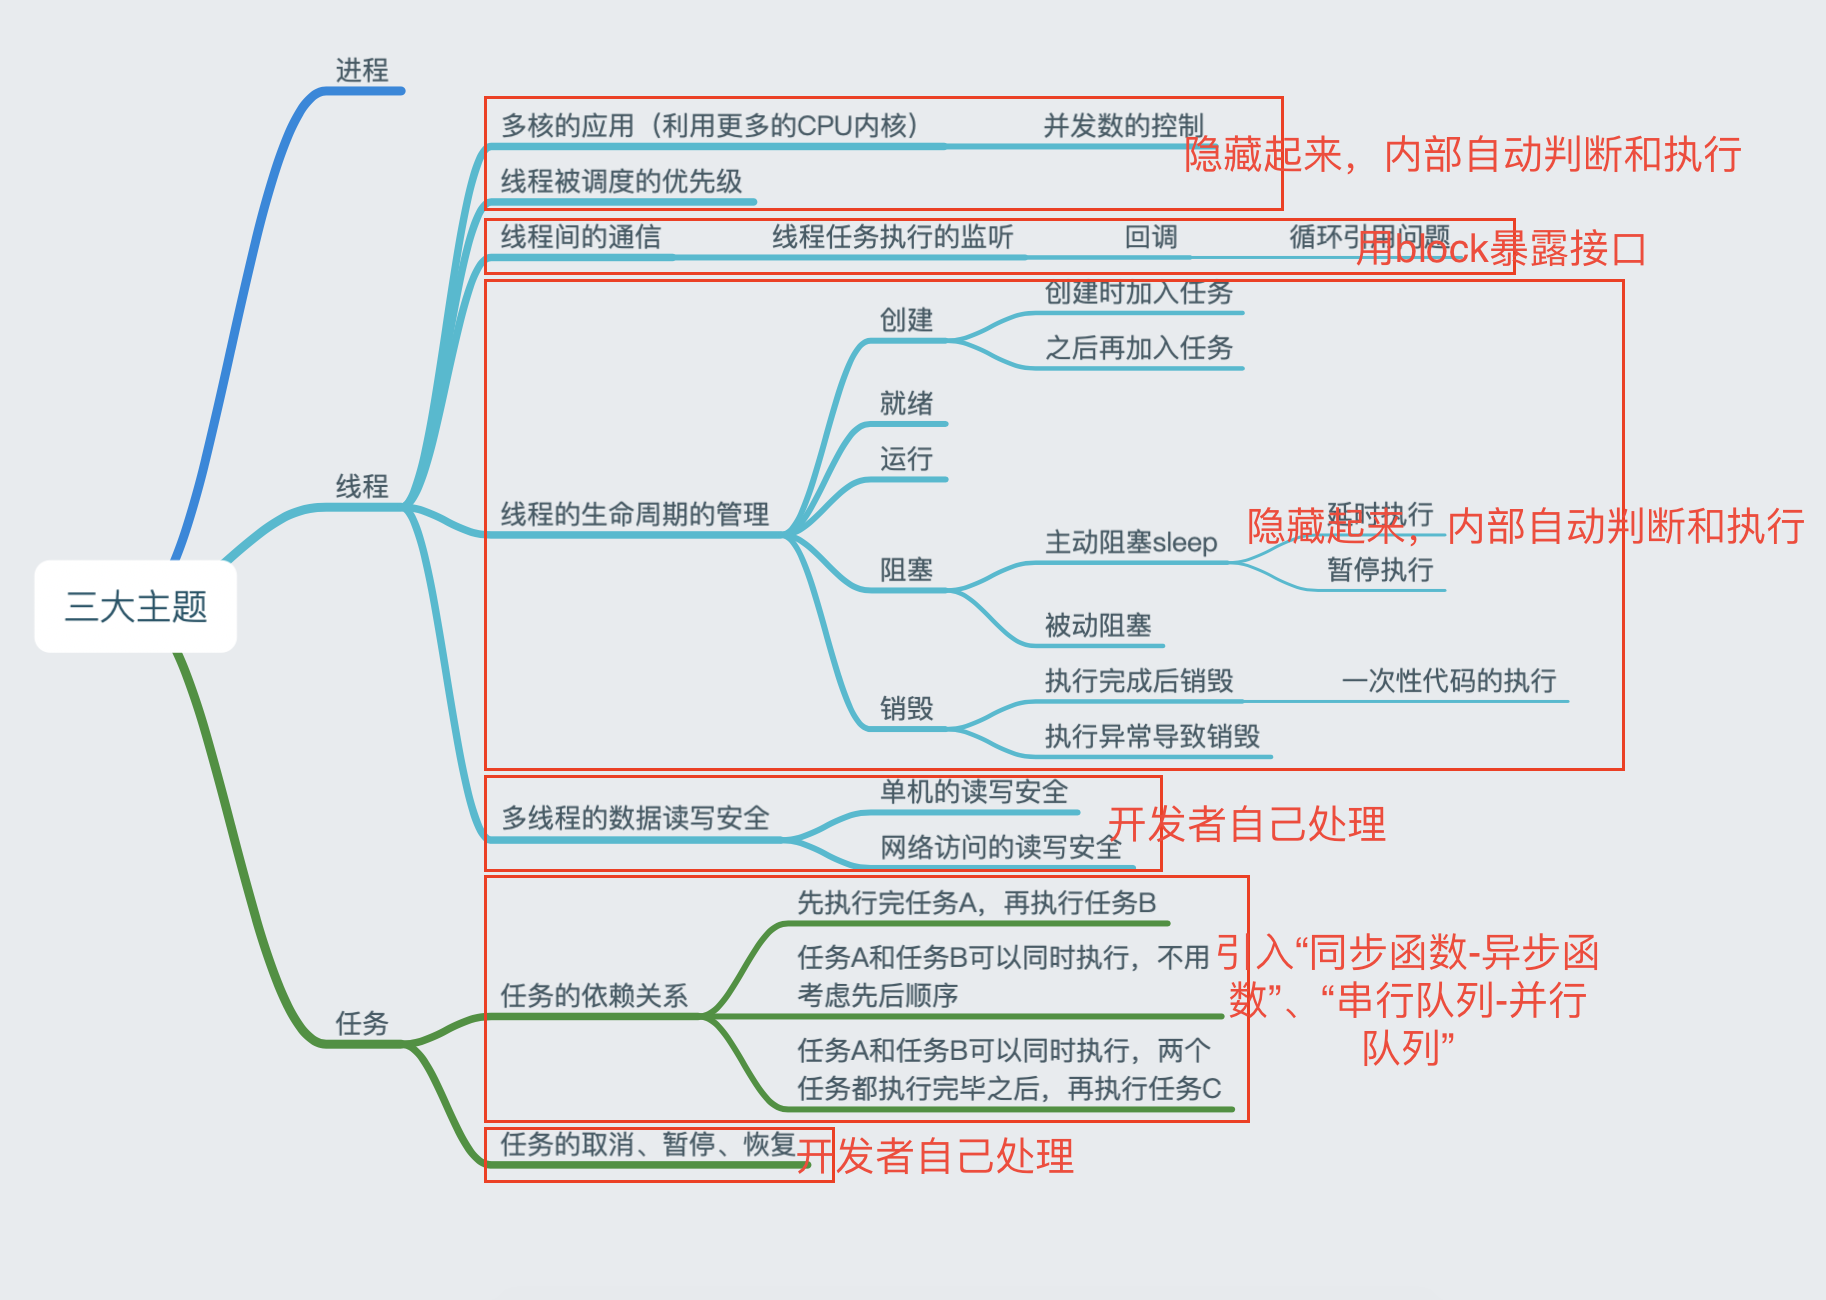 进程
多核的应用（利用更多的CPU内核）
并发数的控制
隐藏起来，内部自动判断和执行
线程被调度的优先级
线程间的通信
线程任务执行的监听
回调
循环引用问题
用block暴露接口
创建时加入任务
创建
之后再加入任务
就绪
运行
线程
线程的生命周期的管理
延时执行
隐藏起来，内部自动判断和执行
主动阻塞sleep
阻塞
暂停执行
三大主题
被动阻塞
执行完成后销毁
一次性代码的执行
销毁
执行异常导致销毁
单机的读写安全
多线程的数据读写安全
开发者自己处理
网络访问的读写安全
先执行完任务A，再执行任务B
任务A和任务B可以同时执行，不用
考虑先后顺序
引入“同步函数-异步函
数”、“串行队列-并行
队列”
任务的依赖关系
任务
任务A和任务B可以同时执行，两个
任务都执行完毕之后，再执行任务C
任务的取消、暂停、恢复
开发者自己处理